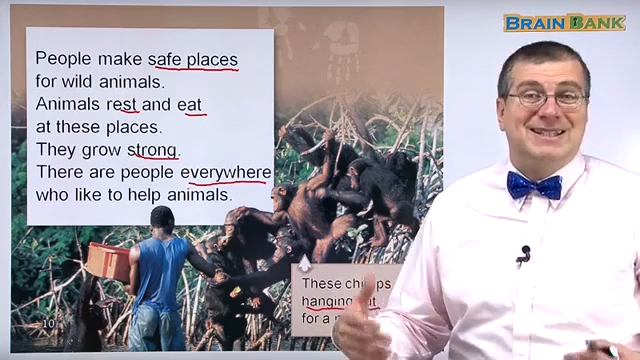 BRAIN BANK
People make safe places
for wild animals.
Animals rest and eat
at these places.
They grow strong.
There are people everywhere
who like to help animals.
These
hanging
for a
10